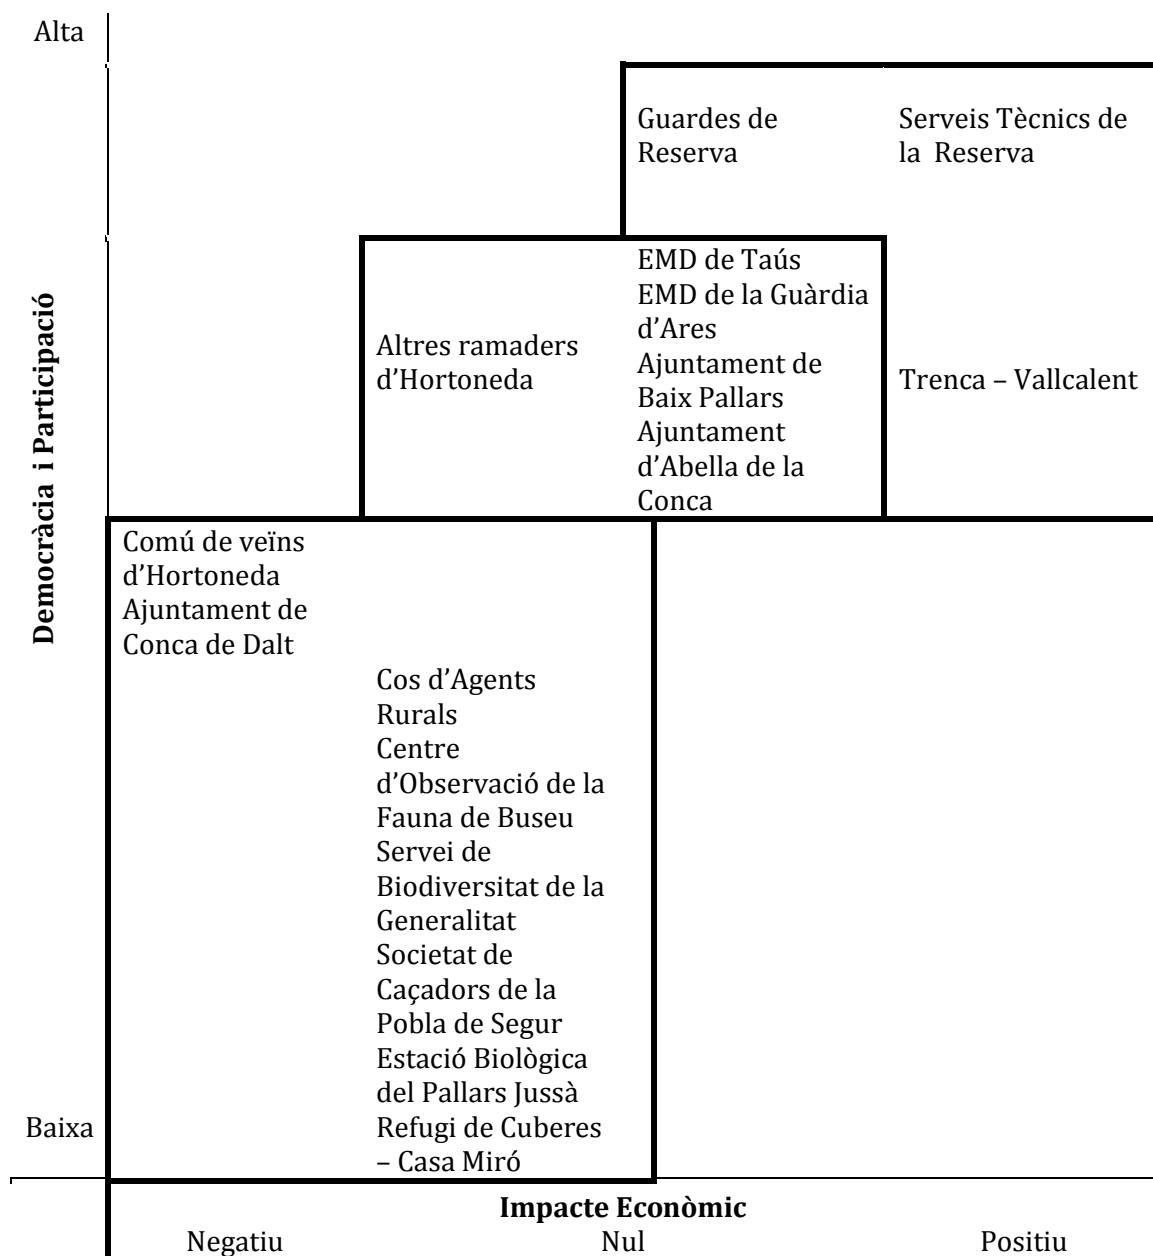 Alta
Guardes de
Reserva
Serveis Tècnics de
la  Reserva
Democràcia  i Participació
Altres ramaders
d’Hortoneda
EMD de Taús
EMD de la Guàrdia
d’Ares
Ajuntament de
Baix Pallars
Ajuntament
d’Abella de la
Conca
Trenca – Vallcalent
Comú de veïns
d’Hortoneda
Ajuntament de
Conca de Dalt
Cos d’Agents
Rurals
Centre
d’Observació de la
Fauna de Buseu
Servei de
Biodiversitat de la
Generalitat
Societat de
Caçadors de la
Pobla de Segur
Estació Biològica
del Pallars Jussà
Refugi de Cuberes
– Casa Miró
Baixa
Impacte Econòmic
Negatiu
Nul
Positiu